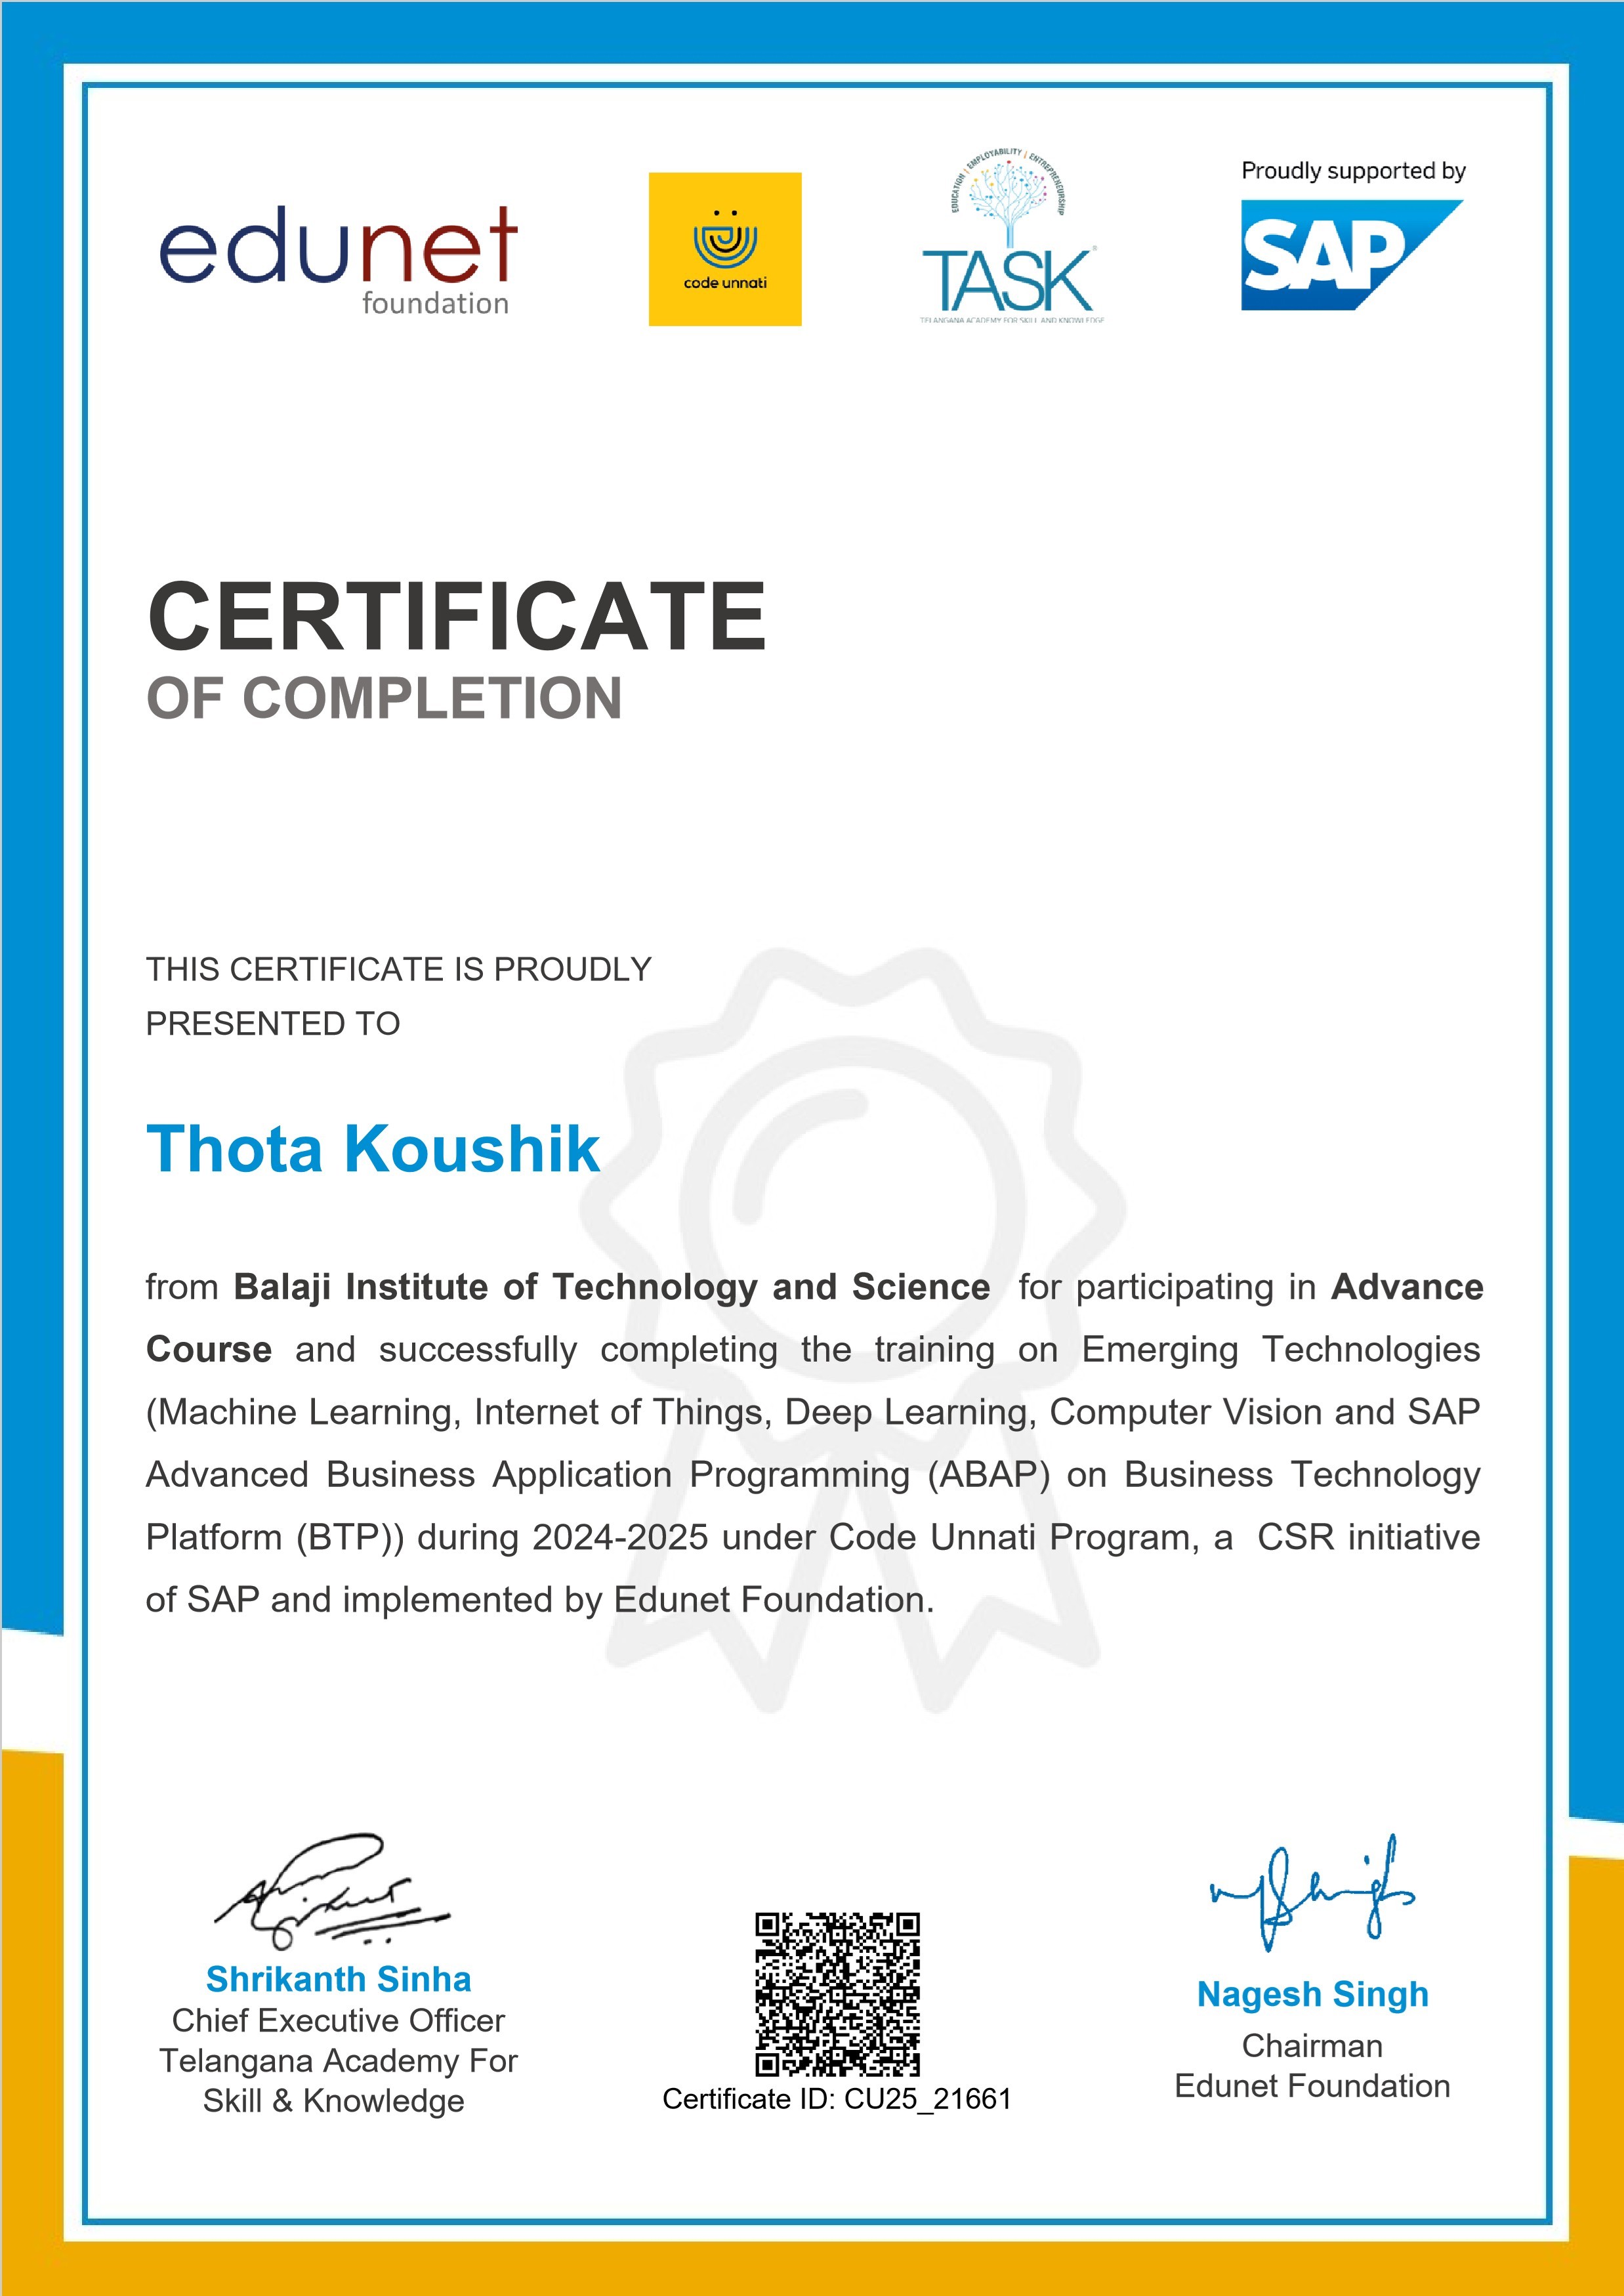 edunet
foundation
code unnati
EDUCATION | EMPLOYABILITY | ENTREPRENEURSHIP
TASK®
TELANGANA ACADEMY FOR SKILL AND KNOWLEDGE
Proudly supported by
SAP
CERTIFICATE
OF COMPLETION
THIS CERTIFICATE IS PROUDLY
PRESENTED TO
Thota Koushik
from Balaji Institute of Technology and Science for participating in Advance
Course and successfully completing the training on Emerging Technologies
(Machine Learning, Internet of Things, Deep Learning, Computer Vision and SAP
Advanced Business Application Programming (ABAP) on Business Technology
Platform (BTP)) during 2024-2025 under Code Unnati Program, a CSR initiative
of SAP and implemented by Edunet Foundation.
Shrikanth Sinha
Chief Executive Officer
Telangana Academy For
Skill & Knowledge
Certificate ID: CU25_21661
Nagesh Singh
Chairman
Edunet Foundation